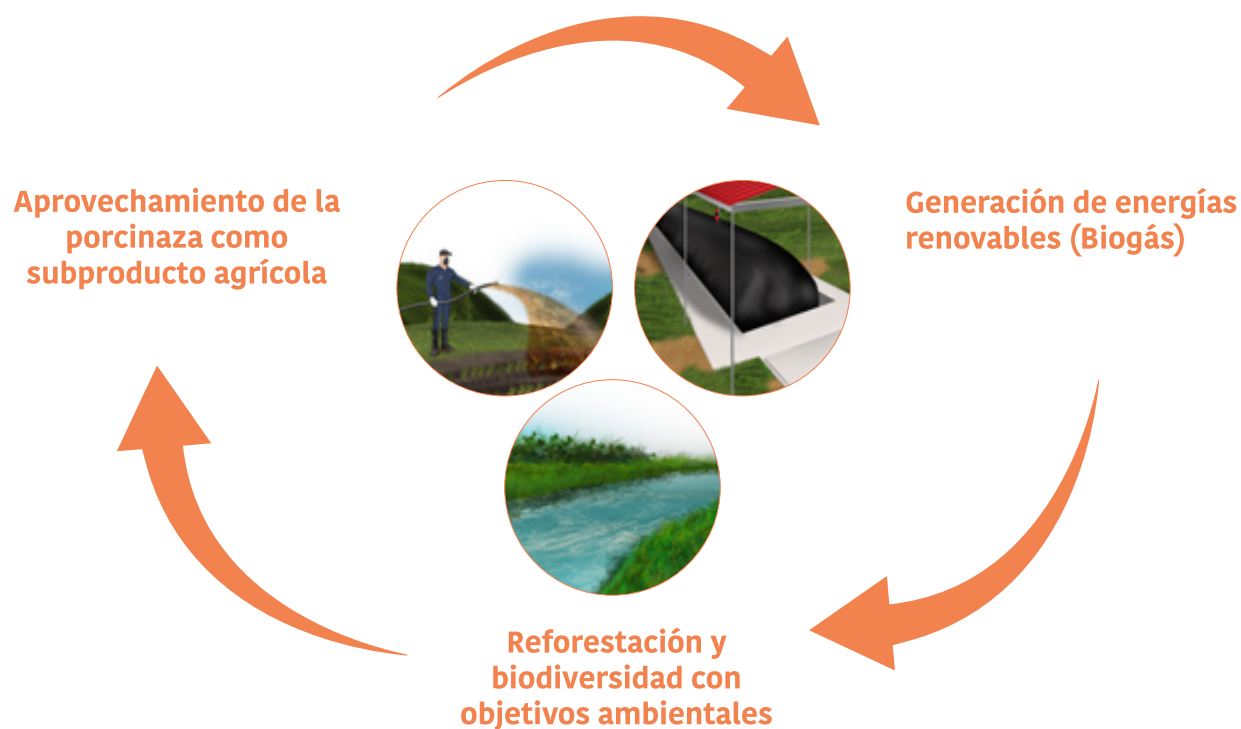 Aprovechamiento de la
porcinaza como
subproducto agrícola
Generación de energías
renovables (Biogás)
Reforestación y
biodiversidad con
objetivos ambientales